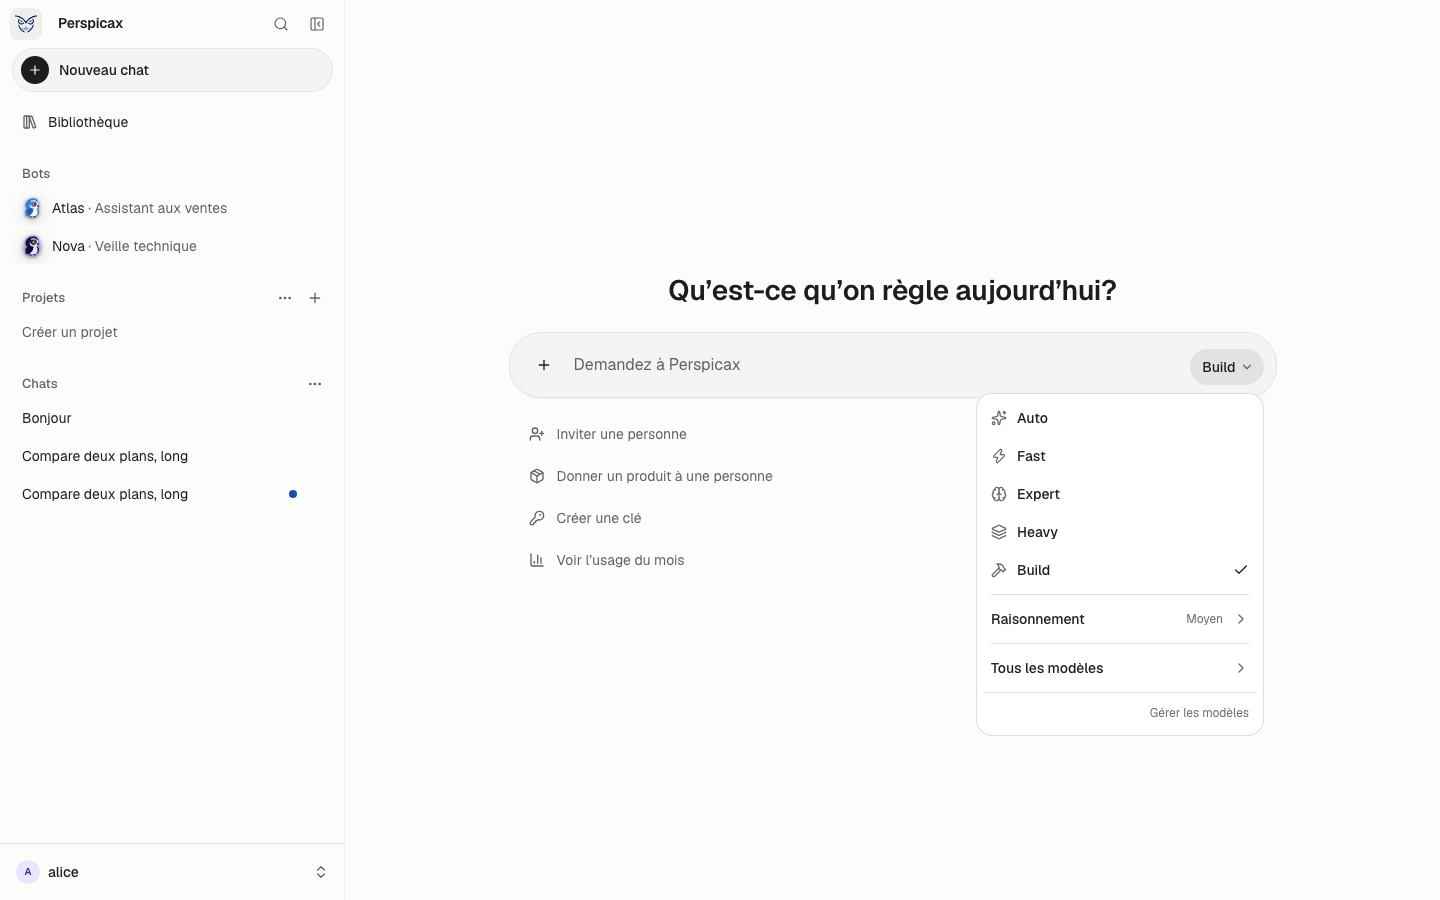 Perspicax
Nouveau chat
Bibliothèque
Bots
Atlas · Assistant aux ventes
Nova · Veille technique
Projets
Créer un projet
Chats
Bonjour
Compare deux plans, long
Compare deux plans, long
A alice
Qu’est-ce qu’on règle aujourd’hui?
Demandez à Perspicax
Build
Inviter une personne
Donner un produit à une personne
Créer une clé
Voir l’usage du mois
Auto
Fast
Expert
Heavy
Build
Raisonnement Moyen
Tous les modèles
Gérer les modèles